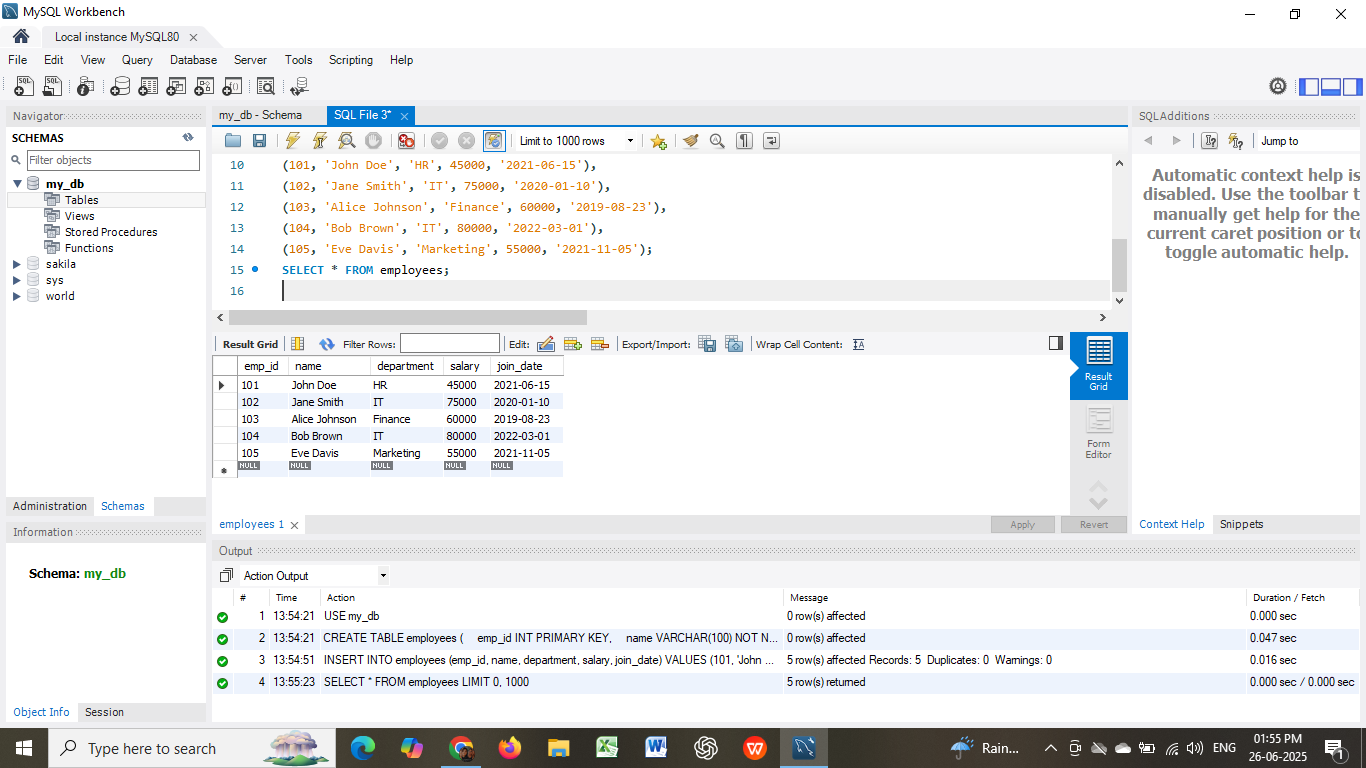 MySQL Workbench
Local instance MySQL80
File Edit View Query Database Server Tools Scripting Help
Navigator
SCHEMAS
Filter objects
my_db
Tables
Views
Stored Procedures
Functions
sakila
sys
world
Administration Schemas
Information
Schema: my_db
Object Info Session
my_db - Schema SQL File 3*
Limit to 1000 rows
10 (101, 'John Doe', 'HR', 45000, '2021-06-15'),
11 (102, 'Jane Smith', 'IT', 75000, '2020-01-10'),
12 (103, 'Alice Johnson', 'Finance', 60000, '2019-08-23'),
13 (104, 'Bob Brown', 'IT', 80000, '2022-03-01'),
14 (105, 'Eve Davis', 'Marketing', 55000, '2021-11-05');
15 SELECT * FROM employees;
16
Result Grid Filter Rows: Edit: Export/Import: Wrap Cell Content: IA
emp_id name department salary join_date
101 John Doe HR 45000 2021-06-15
102 Jane Smith IT 75000 2020-01-10
103 Alice Johnson Finance 60000 2019-08-23
104 Bob Brown IT 80000 2022-03-01
105 Eve Davis Marketing 55000 2021-11-05
NULL NULL NULL NULL NULL
Result
Grid
Form
Editor
employees 1 Apply Revert
SQLAdditions
Jump to
Automatic context help is
disabled. Use the toolbar t
manually get help for the
current caret position or to
toggle automatic help.
Context Help Snippets
Output
Action Output
# Time Action Message Duration / Fetch
1 13:54:21 USE my_db 0 row(s) affected 0.000 sec
2 13:54:21 CREATE TABLE employees ( emp_id INT PRIMARY KEY, name VARCHAR(100) NOT N... 0 row(s) affected 0.047 sec
3 13:54:51 INSERT INTO employees (emp_id, name, department, salary, join_date) VALUES (101, 'John ... 5 row(s) affected Records: 5 Duplicates: 0 Warnings: 0 0.016 sec
4 13:55:23 SELECT * FROM employees LIMIT 0, 1000 5 row(s) returned 0.000 sec / 0.000 sec
Type here to search
Rain...
ENG
01:55 PM
26-06-2025
1